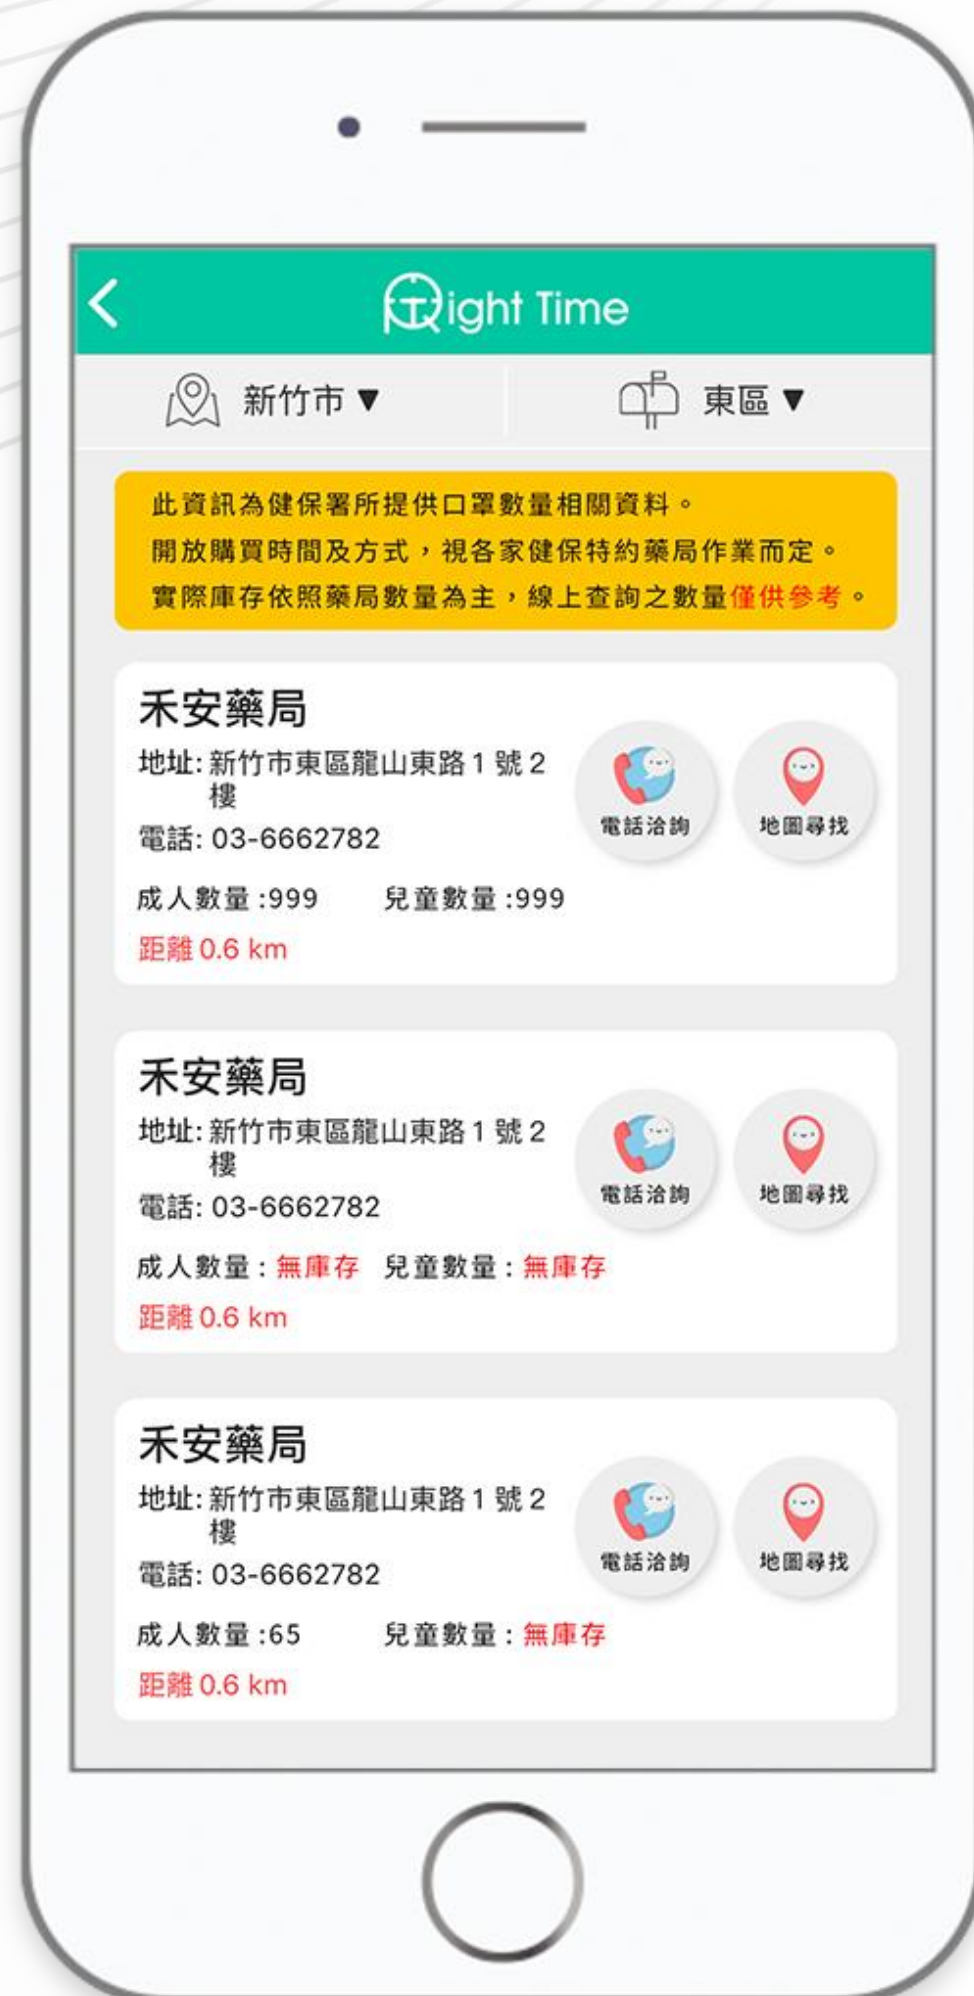 Right Time
新竹市▼ 東區▼
此資訊為健保署所提供口罩數量相關資料。
開放購買時間及方式，視各家健保特約藥局作業而定。
實際庫存依照藥局數量為主，線上查詢之數量僅供參考。
禾安藥局
地址: 新竹市東區龍山東路1號2
樓
電話: 03-6662782
電話洽詢 地圖尋找
成人數量:999 兒童數量:999
距離 0.6 km
禾安藥局
地址: 新竹市東區龍山東路1號2
樓
電話: 03-6662782
電話洽詢 地圖尋找
成人數量: 無庫存 兒童數量: 無庫存
距離 0.6 km
禾安藥局
地址: 新竹市東區龍山東路1號2
樓
電話: 03-6662782
電話洽詢 地圖尋找
成人數量:65 兒童數量: 無庫存
距離 0.6 km